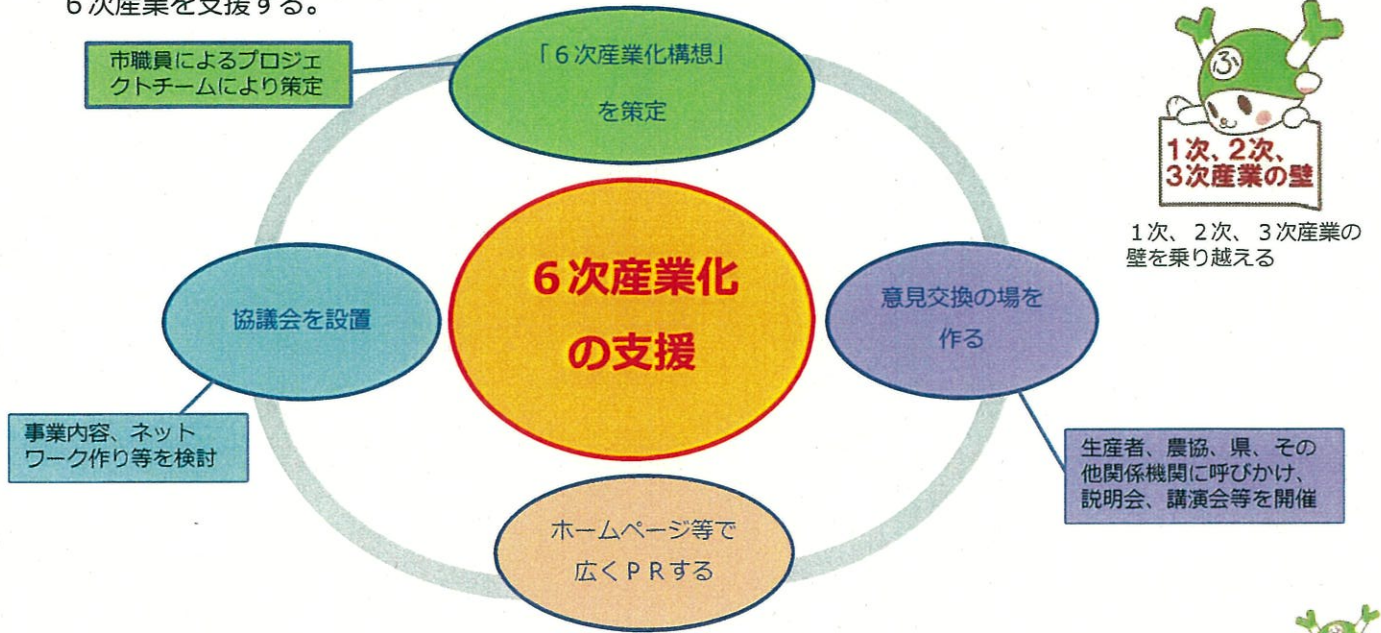 ６次産業を支援する。
市職員によるプロジェ
クトチームにより策定
「６次産業化構想」
を策定
ふ
1次、2次、
3次産業の壁
１次、２次、３次産業の
壁を乗り越える
６次産業化
の支援
協議会を設置
意見交換の場を
作る
事業内容、ネット
ワーク作り等を検討
生産者、農協、県、その
他関係機関に呼びかけ、
説明会、講演会等を開催
ホームページ等で
広くＰＲする